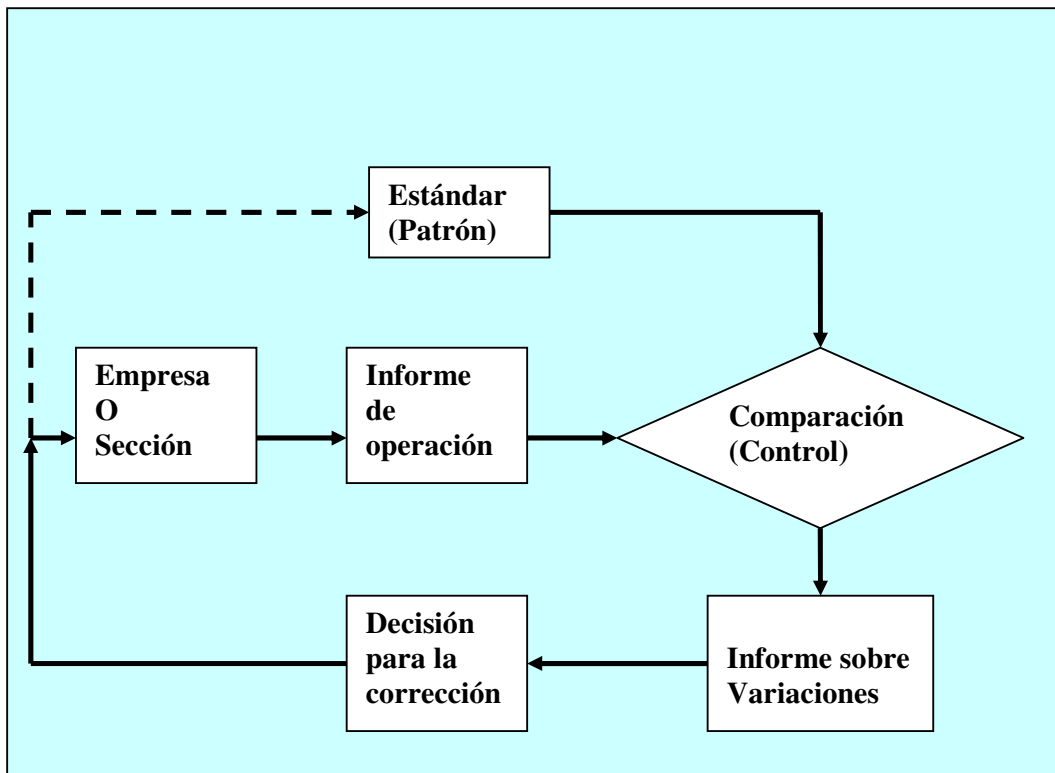 Estándar
(Patrón)
Empresa
O
Sección
Informe
de
operación
Comparación
(Control)
Decisión
para la
corrección
Informe sobre
Variaciones